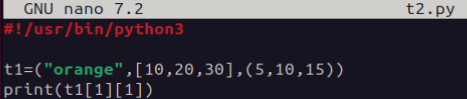 GNU nano 7.2 t2.py
#!/usr/bin/python3
t1=("orange",[10,20,30],(5,10,15))
print(t1[1][1])